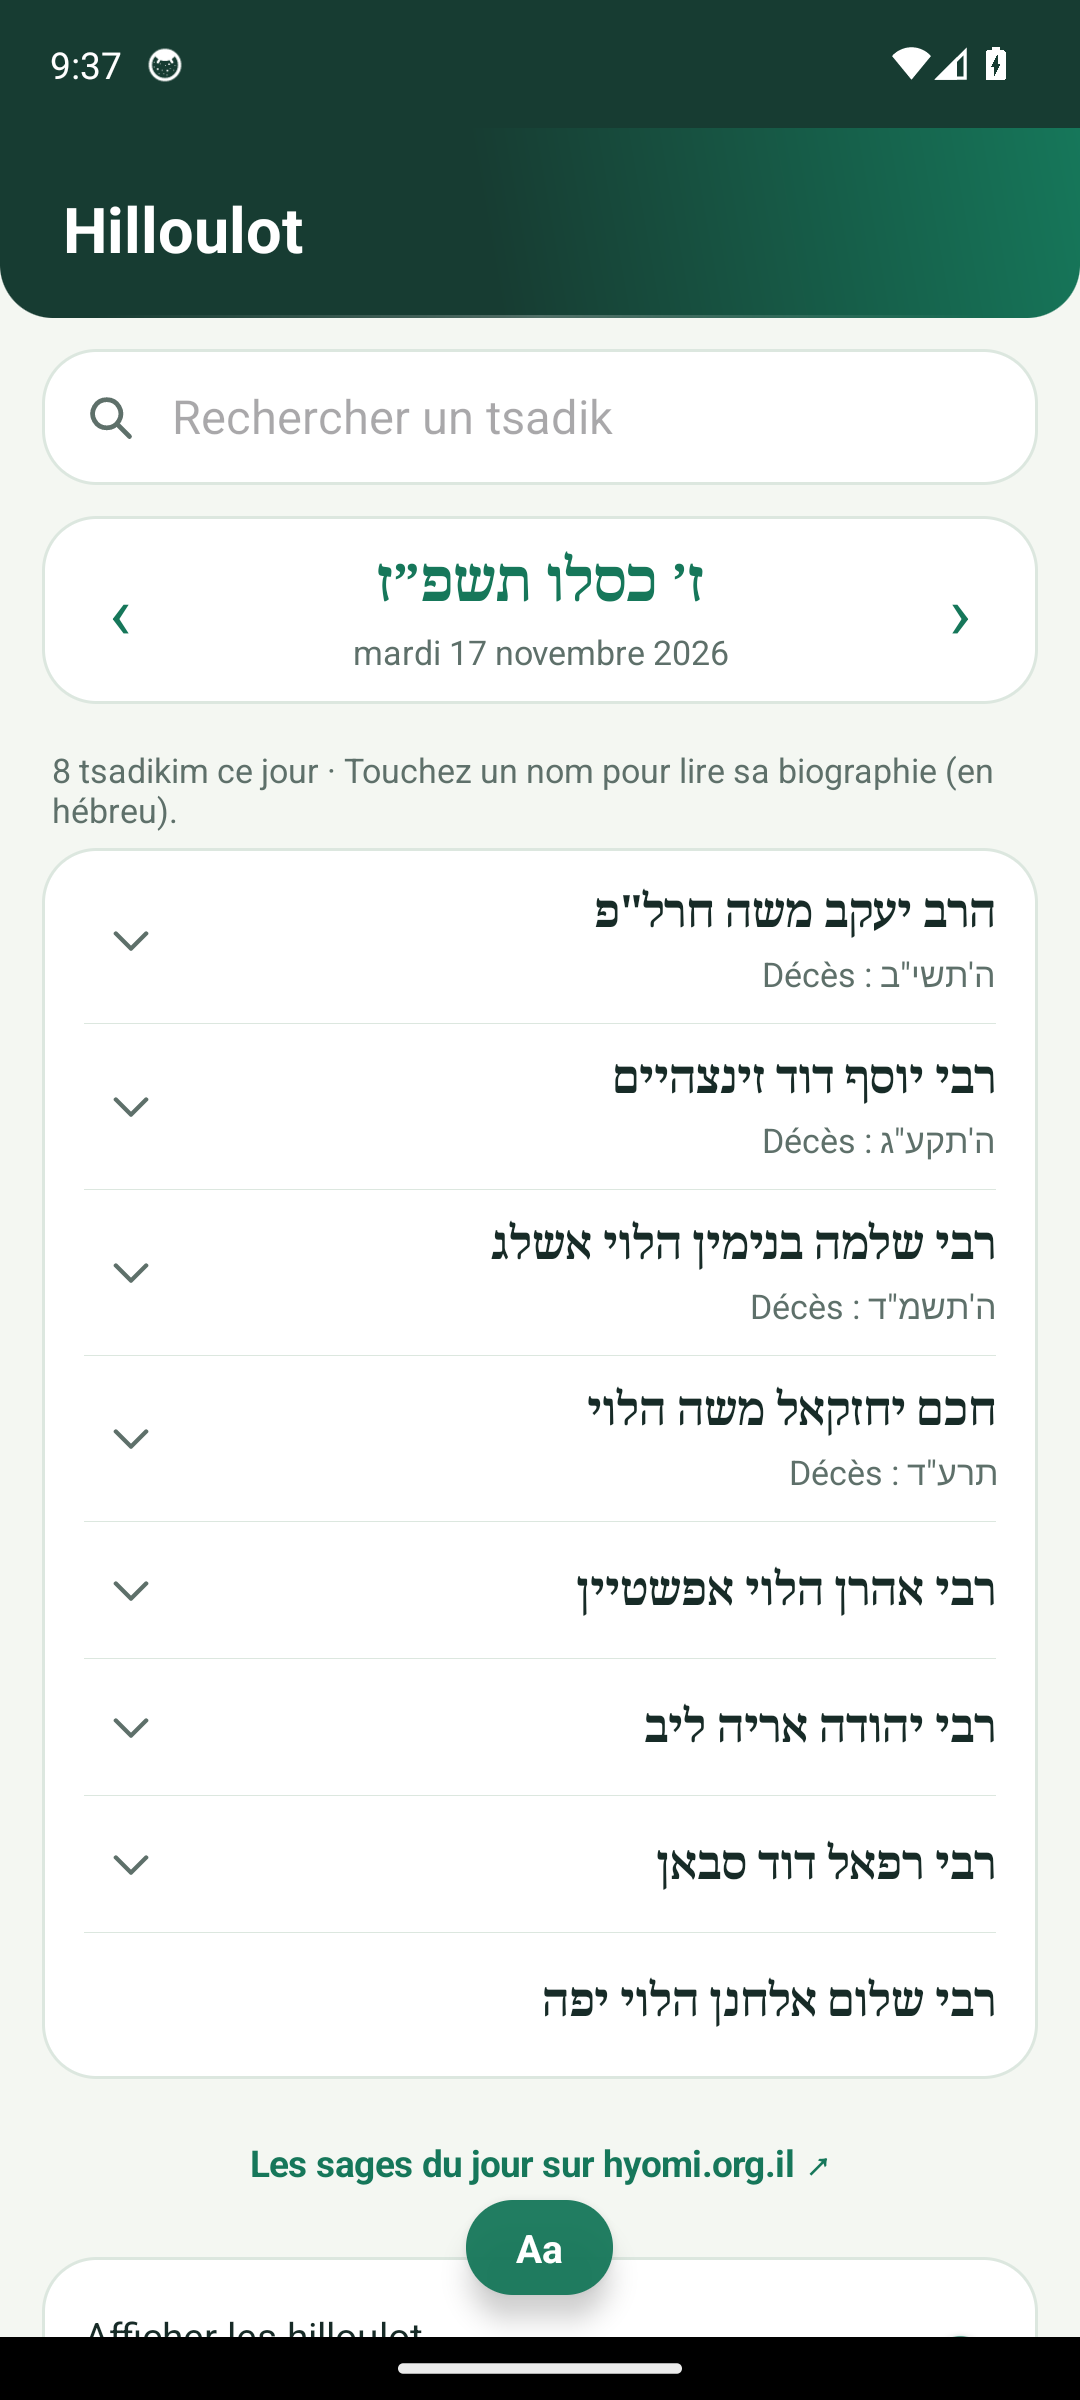 9:37
Hilloulot
Rechercher un tsadik
ז׳ כסלו תשפ״ז
mardi 17 novembre 2026
8 tsadikim ce jour · Touchez un nom pour lire sa biographie (en
hébreu).
הרב יעקב משה חרל"פ
Décès : ה'תשי"ב
רבי יוסף דוד זינצהיים
Décès : ה'תקע"ג
רבי שלמה בנימין הלוי אשלג
Décès : ה'תשמ"ד
חכם יחזקאל משה הלוי
Décès : תרע"ד
רבי אהרן הלוי אפשטיין
רבי יהודה אריה ליב
רבי רפאל דוד סבאן
רבי שלום אלחנן הלוי יפה
Les sages du jour sur hyomi.org.il ↗
Aa
Afficher les hilloulot